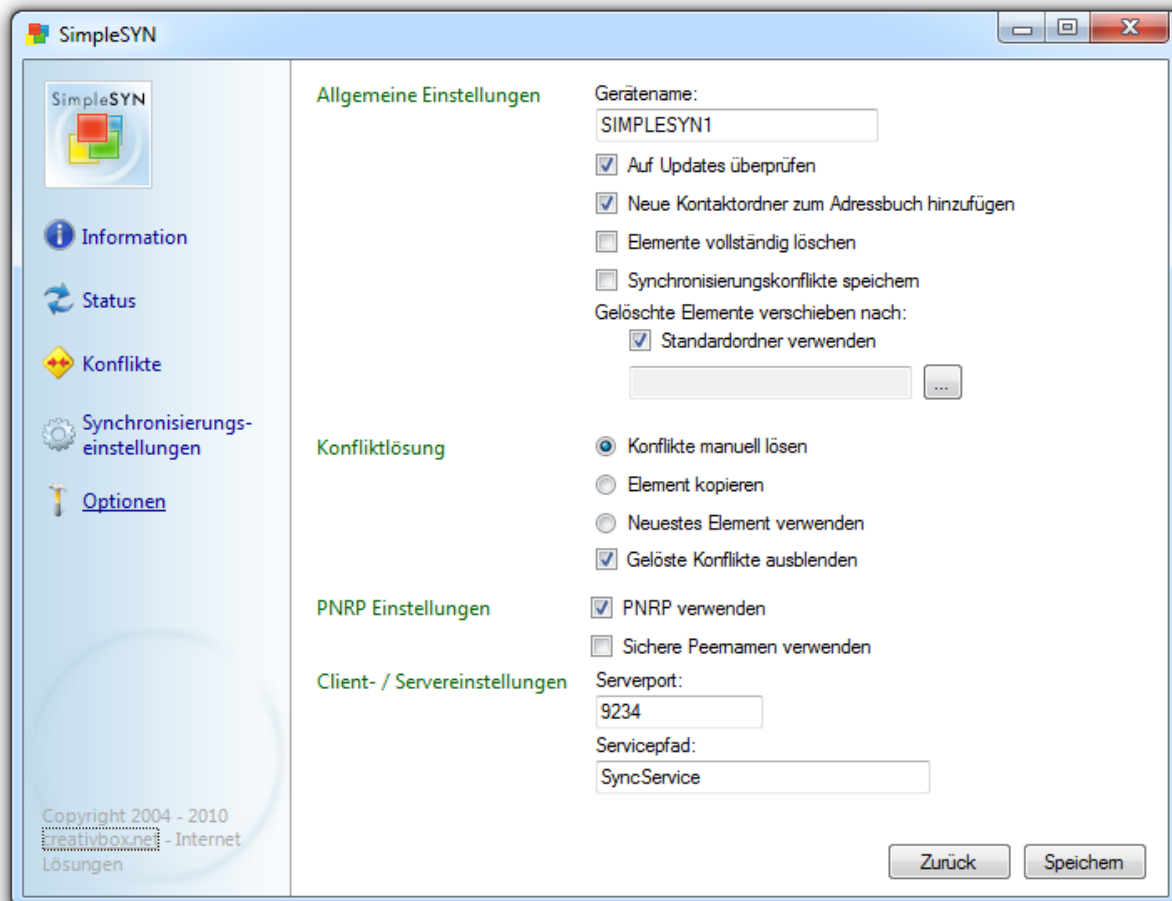 SimpleSYN
SimpleSYN
Information
Status
Konflikte
Synchronisierungs-
einstellungen
Optionen
Copyright 2004 - 2010
creativbox.net - Internet
Lösungen
Allgemeine Einstellungen
Gerätename:
SIMPLESYN1
Auf Updates überprüfen
Neue Kontaktordner zum Adressbuch hinzufügen
Elemente vollständig löschen
Synchronisierungskonflikte speichern
Gelöschte Elemente verschieben nach:
Standardordner verwenden
...
Konfliktlösung
Konflikte manuell lösen
Element kopieren
Neuestes Element verwenden
Gelöste Konflikte ausblenden
PNRP Einstellungen
PNRP verwenden
Sichere Peernamen verwenden
Client- / Servereinstellungen
Serverport:
9234
Servicepfad:
SyncService
Zurück
Speichern